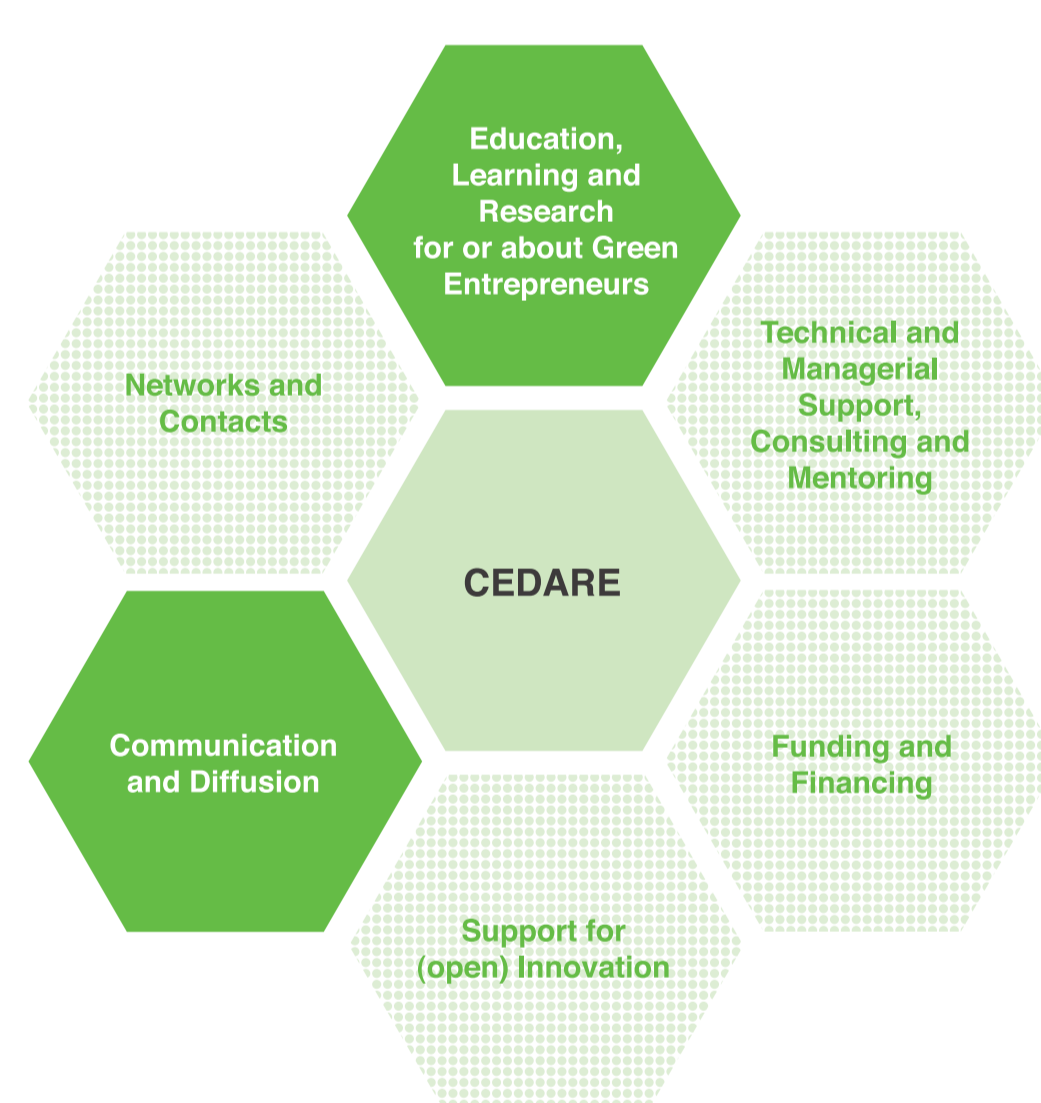 Education,
Learning and
Research
for or about Green
Entrepreneurs
Networks and
Contacts
Technical and
Managerial
Support,
Consulting and
Mentoring
CEDARE
Communication
and Diffusion
Funding and
Financing
Support for
(open) Innovation